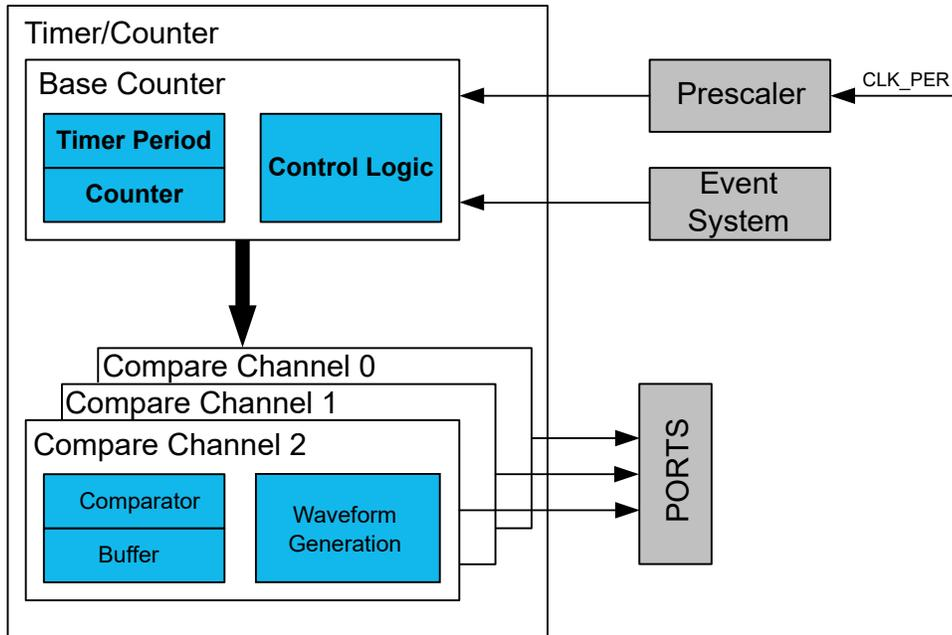 Timer/Counter
Base Counter
Timer Period
Counter
Control Logic
Prescaler
CLK_PER
Event
System
Compare Channel 0
Compare Channel 1
Compare Channel 2
Comparator
Buffer
Waveform
Generation
PORTS